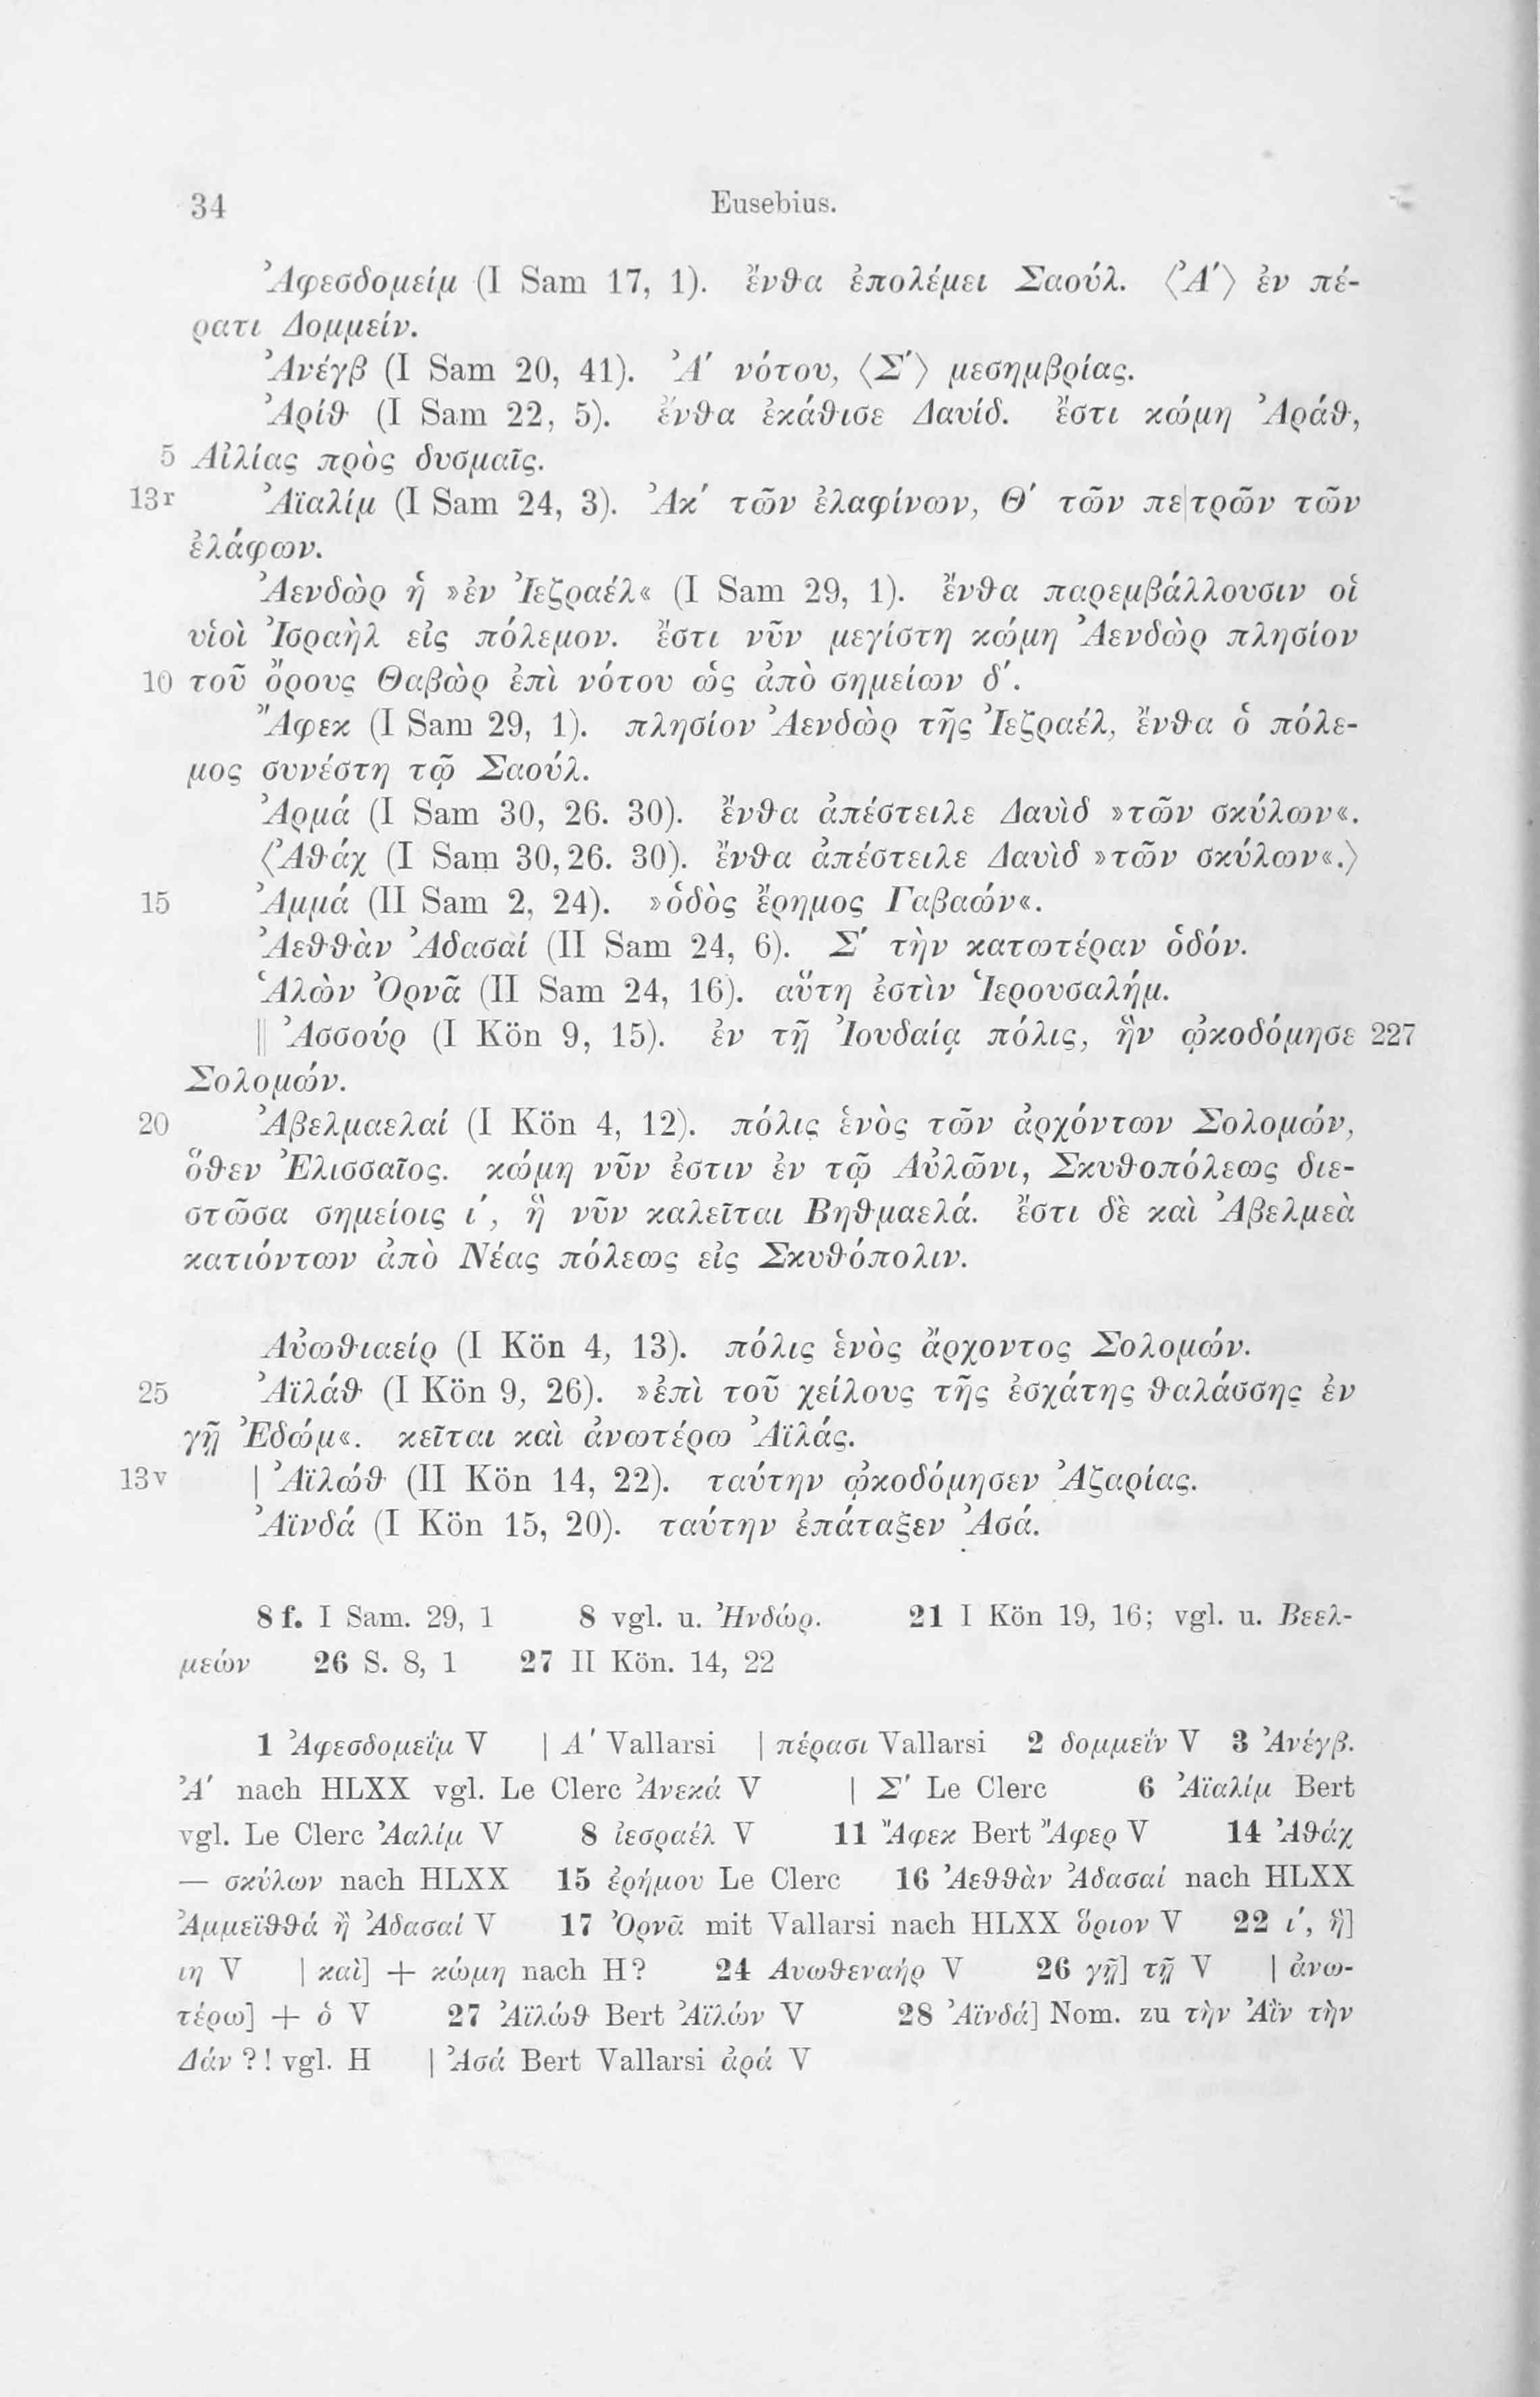 34 Eusebius.
Ἀφεσδομείμ (I Sam 17, 1). ἔνθα ἐπολέμει Σαούλ. ⟨Ἀ'⟩ ἐν πέ-
ρατι Δομμείν.
Ἀνέγβ (I Sam 20, 41). Ἀ' νότου, ⟨Σ'⟩ μεσημβρίας.
Ἀρίθ (I Sam 22, 5). ἔνθα ἐκάθισε Δαυίδ. ἔστι κώμη Ἀράθ,
5 Αἰλίας πρὸς δυσμαῖς.
13r Ἀϊαλίμ (I Sam 24, 3). Ἀκ' τῶν ἐλαφίνων, Θ' τῶν πε|τρῶν τῶν
ἐλάφων.
Ἀενδὼρ ἡ »ἐν Ἰεζραέλ« (I Sam 29, 1). ἔνθα παρεμβάλλουσιν οἱ
υἱοὶ Ἰσραὴλ εἰς πόλεμον. ἔστι νῦν μεγίστη κώμη Ἀενδὼρ πλησίον
10 τοῦ ὄρους Θαβὼρ ἐπὶ νότου ὡς ἀπὸ σημείων δ'.
Ἄφεκ (I Sam 29, 1). πλησίον Ἀενδὼρ τῆς Ἰεζραέλ, ἔνθα ὁ πόλε-
μος συνέστη τῷ Σαούλ.
Ἀρμά (I Sam 30, 26. 30). ἔνθα ἀπέστειλε Δαυὶδ »τῶν σκύλων«.
⟨Ἀθάχ (I Sam 30, 26. 30). ἔνθα ἀπέστειλε Δαυὶδ »τῶν σκύλων«.⟩
15 Ἀμμά (II Sam 2, 24). »ὁδὸς ἔρημος Γαβαών«.
Ἀεθθὰν Ἀδασαί (II Sam 24, 6). Σ' τὴν κατωτέραν ὁδόν.
Ἁλὼν Ὀρνᾶ (II Sam 24, 16). αὕτη ἐστὶν Ἱερουσαλήμ.
‖ Ἀσσούρ (I Kön 9, 15). ἐν τῇ Ἰουδαίᾳ πόλις, ἣν ᾠκοδόμησε 227
Σολομών.
20 Ἀβελμαελαί (I Kön 4, 12). πόλις ἑνὸς τῶν ἀρχόντων Σολομών,
ὅθεν Ἐλισσαῖος. κώμη νῦν ἐστιν ἐν τῷ Αὐλῶνι, Σκυθοπόλεως διε-
στῶσα σημείοις ι', ἣ νῦν καλεῖται Βηθμαελά. ἔστι δὲ καὶ Ἀβελμεὰ
κατιόντων ἀπὸ Νέας πόλεως εἰς Σκυθόπολιν.
Αὐωθιαείρ (I Kön 4, 13). πόλις ἑνὸς ἄρχοντος Σολομών.
25 Ἀϊλάθ (I Kön 9, 26). »ἐπὶ τοῦ χείλους τῆς ἐσχάτης θαλάσσης ἐν
γῇ Ἐδώμ«. κεῖται καὶ ἀνωτέρω Ἀϊλάς.
13v | Ἀϊλώθ (II Kön 14, 22). ταύτην ᾠκοδόμησεν Ἀζαρίας.
Ἀϊνδά (I Kön 15, 20). ταύτην ἐπάταξεν Ἀσά.
8 f. I Sam. 29, 1 8 vgl. u. Ἠνδώρ. 21 I Kön 19, 16; vgl. u. Βεελ-
μεών 26 S. 8, 1 27 II Kön. 14, 22
1 Ἀφεσδομεῒμ V | Α' Vallarsi | πέρασι Vallarsi 2 δομμεῒν V 3 Ἀνέγβ.
Ἀ' nach HLXX vgl. Le Clerc Ἀνεκά V | Σ' Le Clerc 6 Ἀϊαλίμ Bert
vgl. Le Clerc Ἀαλίμ V 8 ἰεσραέλ V 11 Ἄφεκ Bert Ἄφερ V 14 Ἀθάχ
— σκύλων nach HLXX 15 ἐρήμου Le Clerc 16 Ἀεθθὰν Ἀδασαί nach HLXX
Ἀμμεϊθθά ἢ Ἀδασαί V 17 Ὀρνᾶ mit Vallarsi nach HLXX ὅριον V 22 ι', ἣ]
ιη V | καὶ] + κώμη nach H? 24 Αυωθεναήρ V 26 γῇ] τῇ V | ἀνω-
τέρω] + ὁ V 27 Ἀϊλώθ Bert Ἀϊλών V 28 Ἀϊνδά] Nom. zu τὴν Ἀῒν τὴν
Δάν ?! vgl. H | Ἀσά Bert Vallarsi ἀρά V